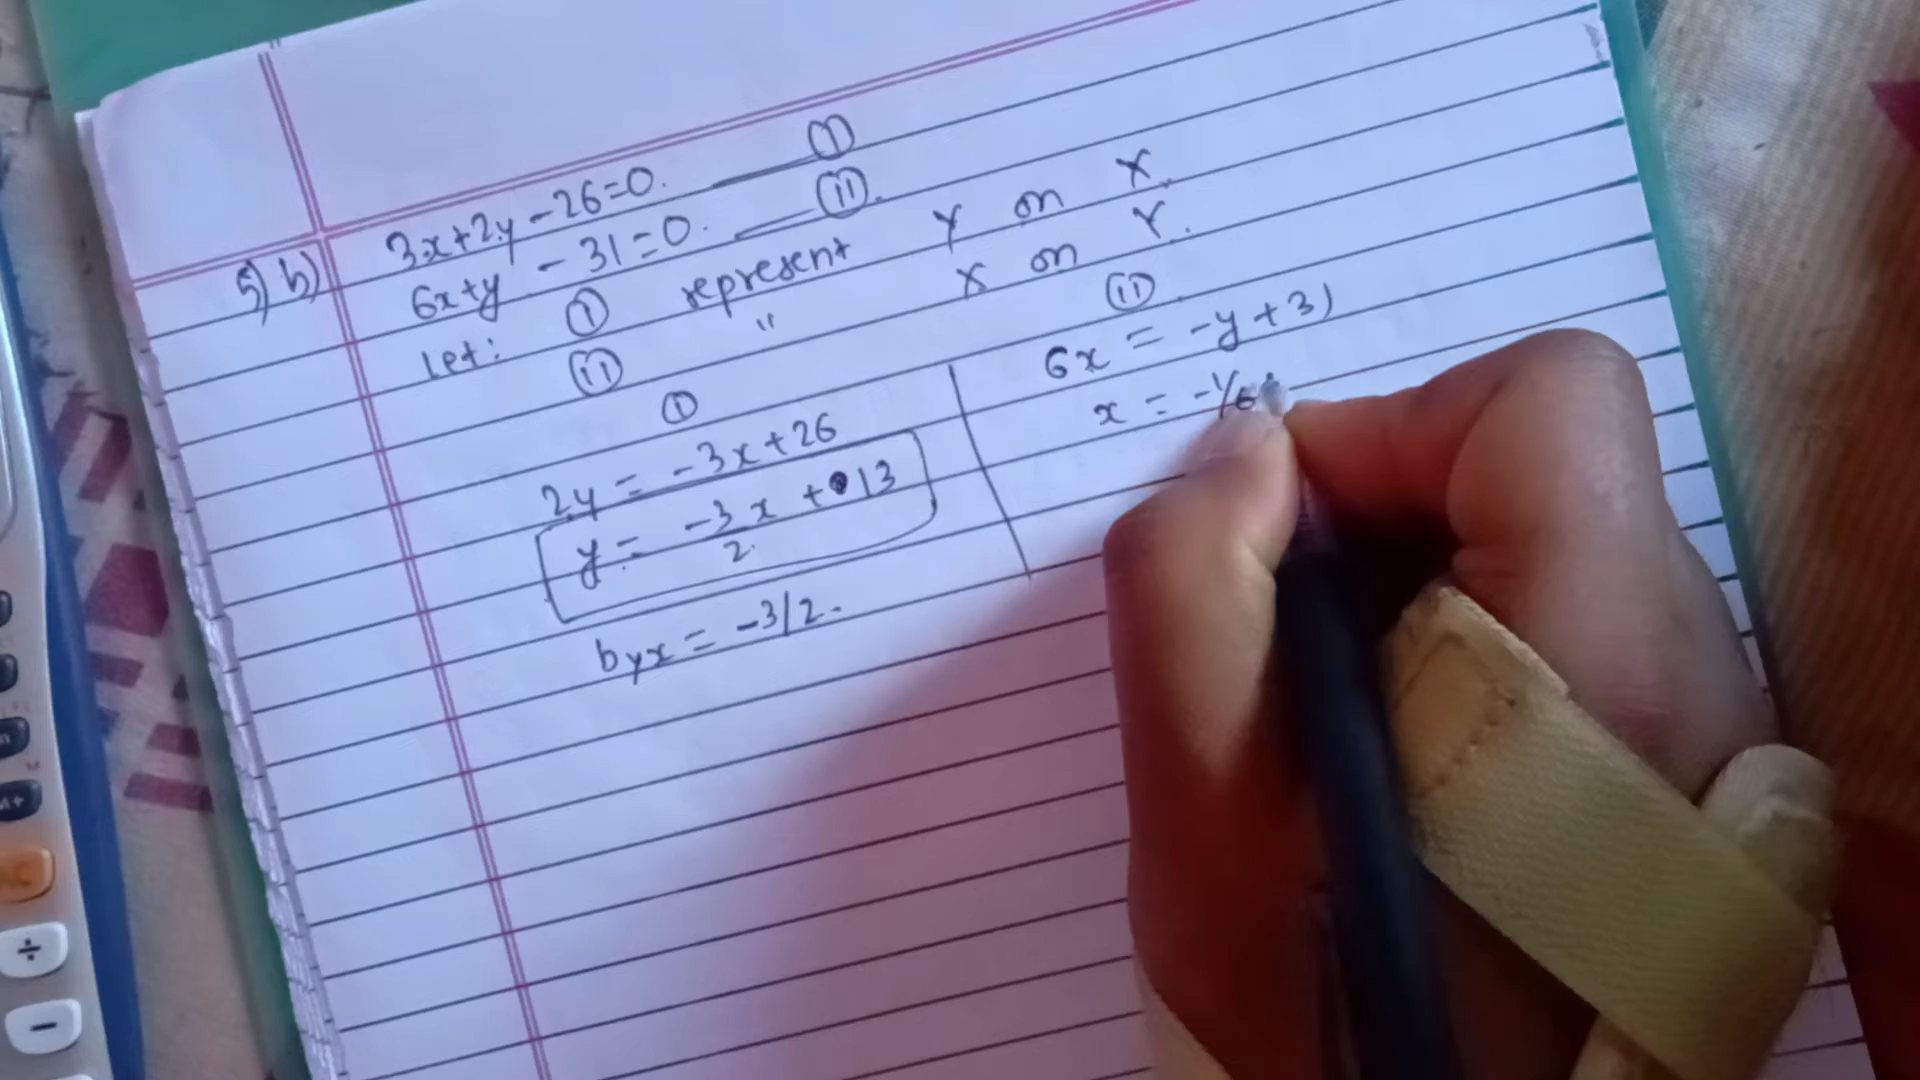 5) b) 3x+2y-26=0. ——— (i)
6x+y - 31=0. ——— (ii).
let: (i) represent Y on X.
(ii) " X on Y.
(i)
2y = -3x+26
y = -3x/2 + 13
byx = -3/2.
(ii)
6x = -y+31
x = -1/6
÷
−
M+